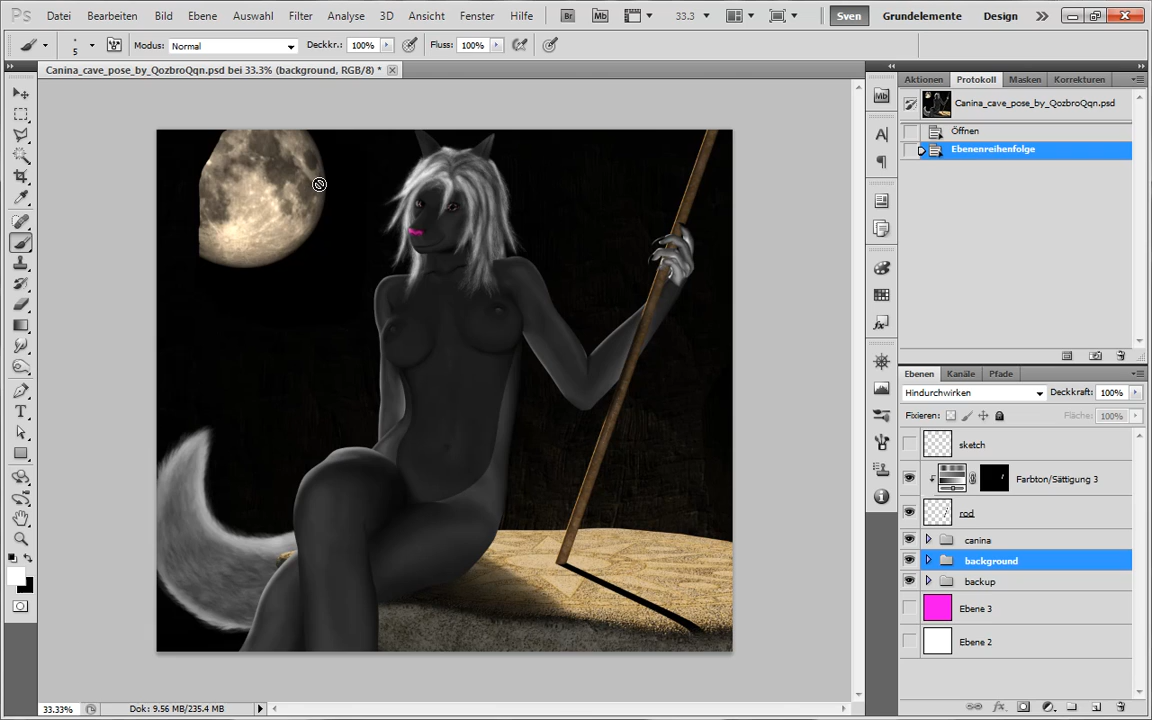 Ps Datei Bearbeiten Bild Ebene Auswahl Filter Analyse 3D Ansicht Fenster Hilfe Br Mb 33.3 Sven Grundelemente Design
5 Modus: Normal Deckkr.: 100% Fluss: 100%
Canina_cave_pose_by_QozbroQqn.psd bei 33.3% (background, RGB/8) *
Aktionen Protokoll Masken Korrekturen
Mb
Canina_cave_pose_by_QozbroQqn.psd
Öffnen
Ebenenreihenfolge
Ebenen Kanäle Pfade
Hindurchwirken Deckkraft: 100%
Fixieren: Fläche: 100%
sketch
Farbton/Sättigung 3
rod
canina
background
backup
Ebene 3
Ebene 2
33.33% Dok: 9.56 MB/235.4 MB